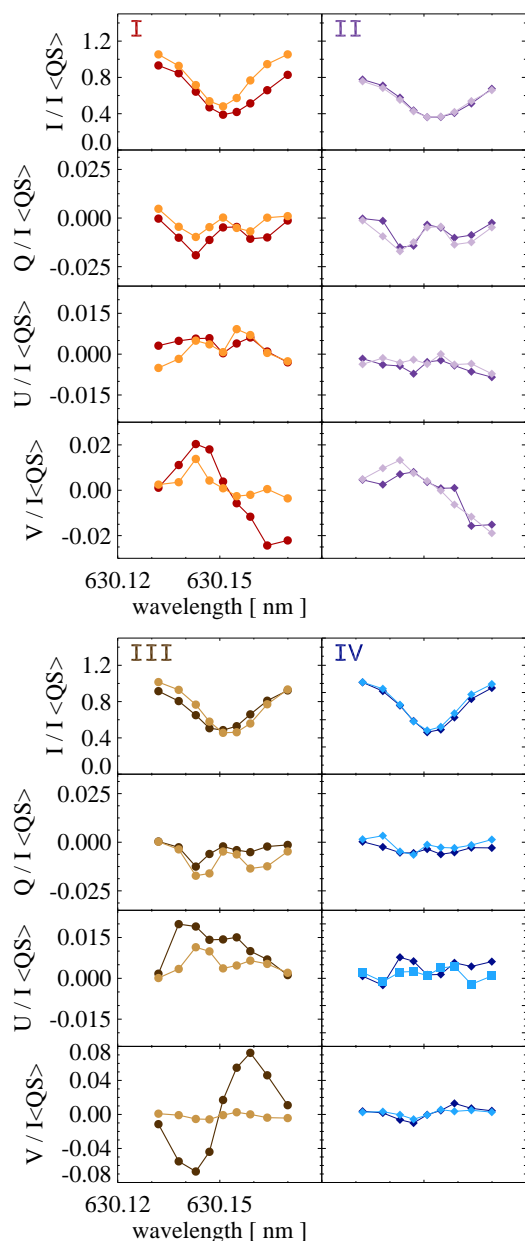 I II
1.2
0.8
0.4
0.0
I / I <QS>
0.025
0.000
-0.025
Q / I <QS>
0.015
0.000
-0.015
U / I <QS>
0.02
0.00
-0.02
V / I<QS>
630.12 630.15
wavelength [ nm ]
III IV
1.2
0.8
0.4
0.0
I / I <QS>
0.025
0.000
-0.025
Q / I <QS>
0.015
0.000
-0.015
U / I <QS>
0.08
0.04
0.00
-0.04
-0.08
V / I<QS>
630.12 630.15
wavelength [ nm ]